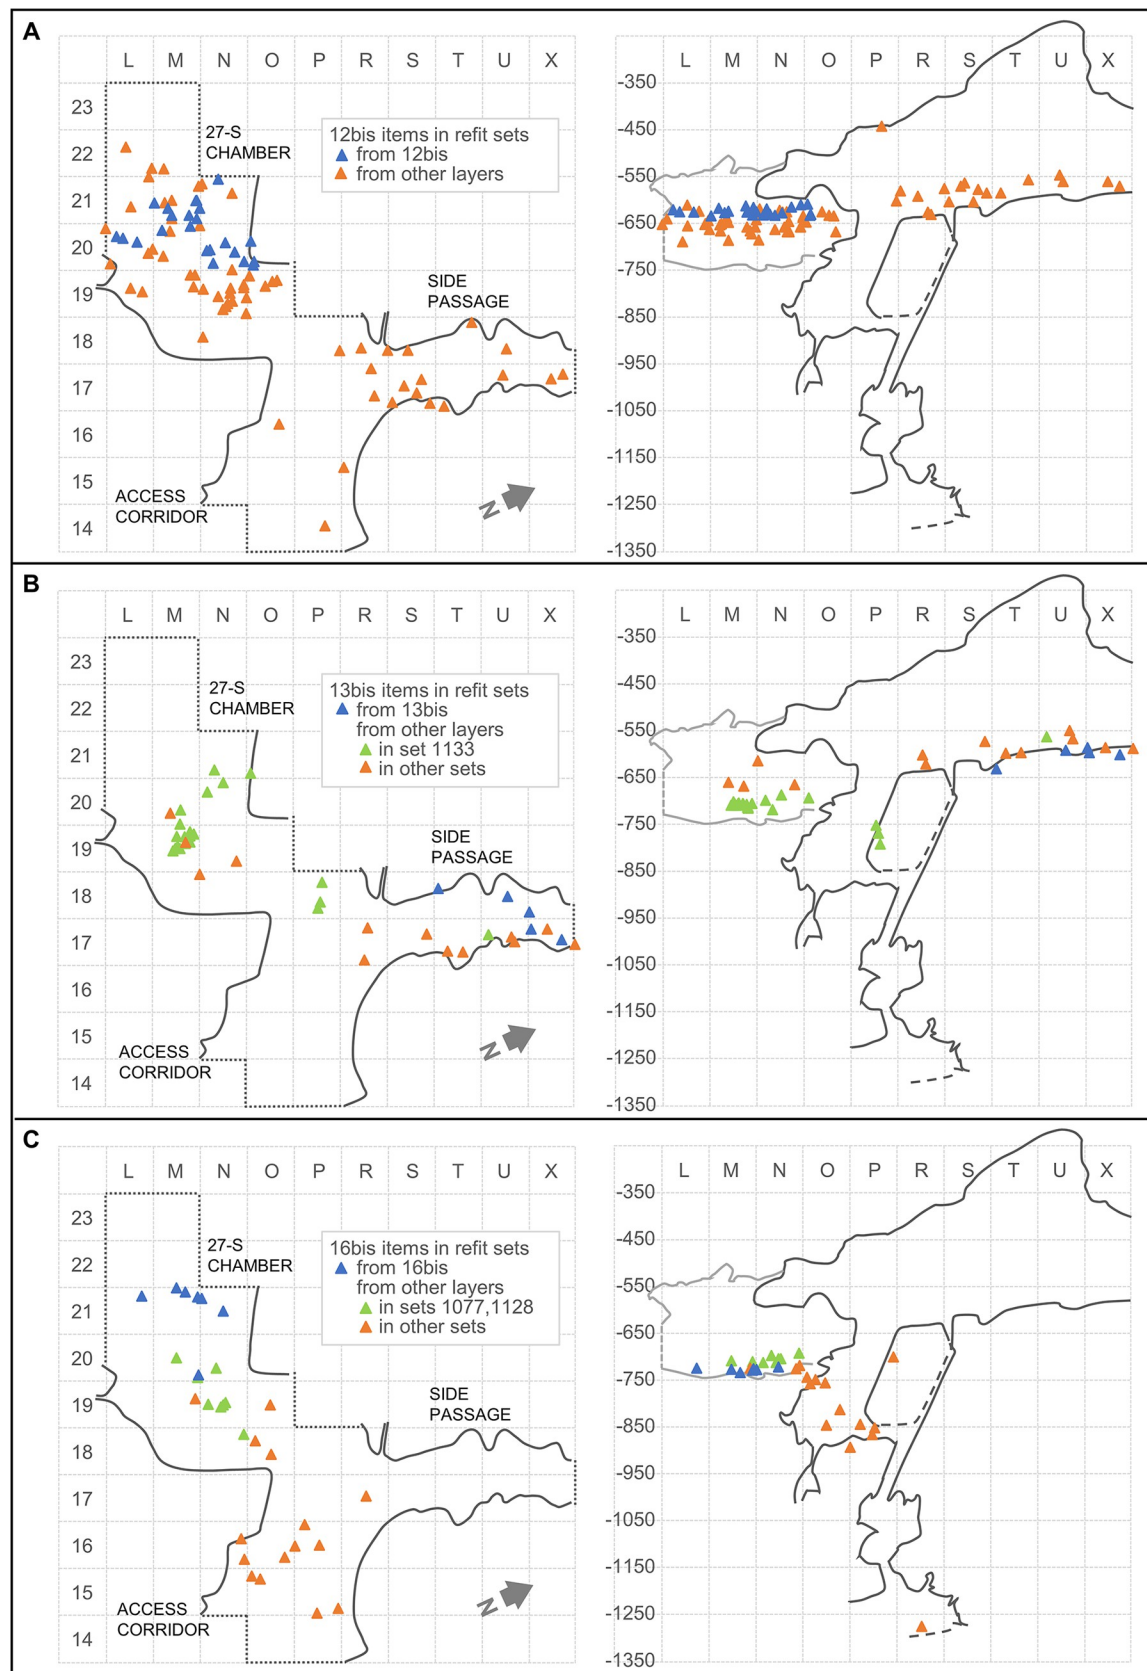 A
L M N O P R S T U X
23
22
21
20
19
18
17
16
15
14
27-S
CHAMBER
12bis items in refit sets
from 12bis
from other layers
SIDE
PASSAGE
ACCESS
CORRIDOR
N
L M N O P R S T U X
-350
-450
-550
-650
-750
-850
-950
-1050
-1150
-1250
-1350
B
L M N O P R S T U X
23
22
21
20
19
18
17
16
15
14
27-S
CHAMBER
13bis items in refit sets
from 13bis
from other layers
in set 1133
in other sets
SIDE
PASSAGE
ACCESS
CORRIDOR
N
L M N O P R S T U X
-350
-450
-550
-650
-750
-850
-950
-1050
-1150
-1250
-1350
C
L M N O P R S T U X
23
22
21
20
19
18
17
16
15
14
27-S
CHAMBER
16bis items in refit sets
from 16bis
from other layers
in sets 1077,1128
in other sets
SIDE
PASSAGE
ACCESS
CORRIDOR
N
L M N O P R S T U X
-350
-450
-550
-650
-750
-850
-950
-1050
-1150
-1250
-1350